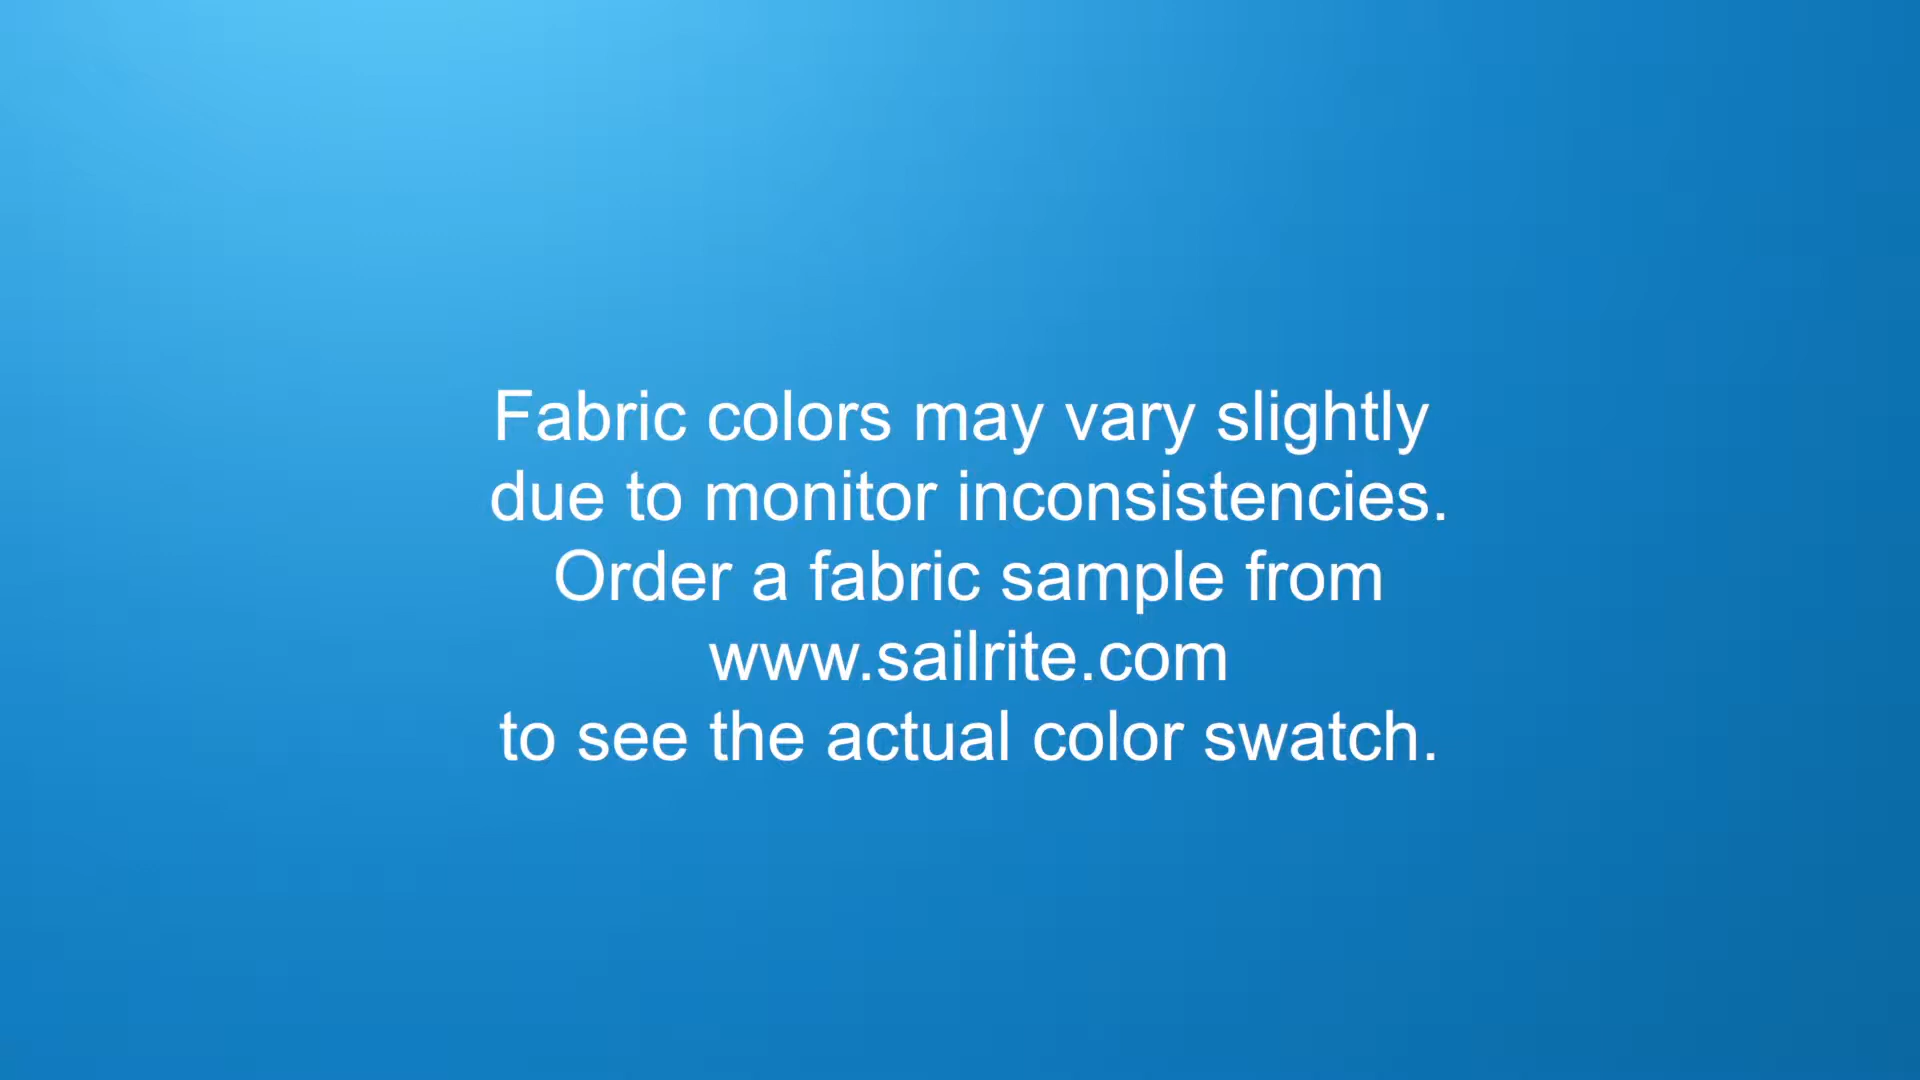 Fabric colors may vary slightly
due to monitor inconsistencies.
Order a fabric sample from
www.sailrite.com
to see the actual color swatch.